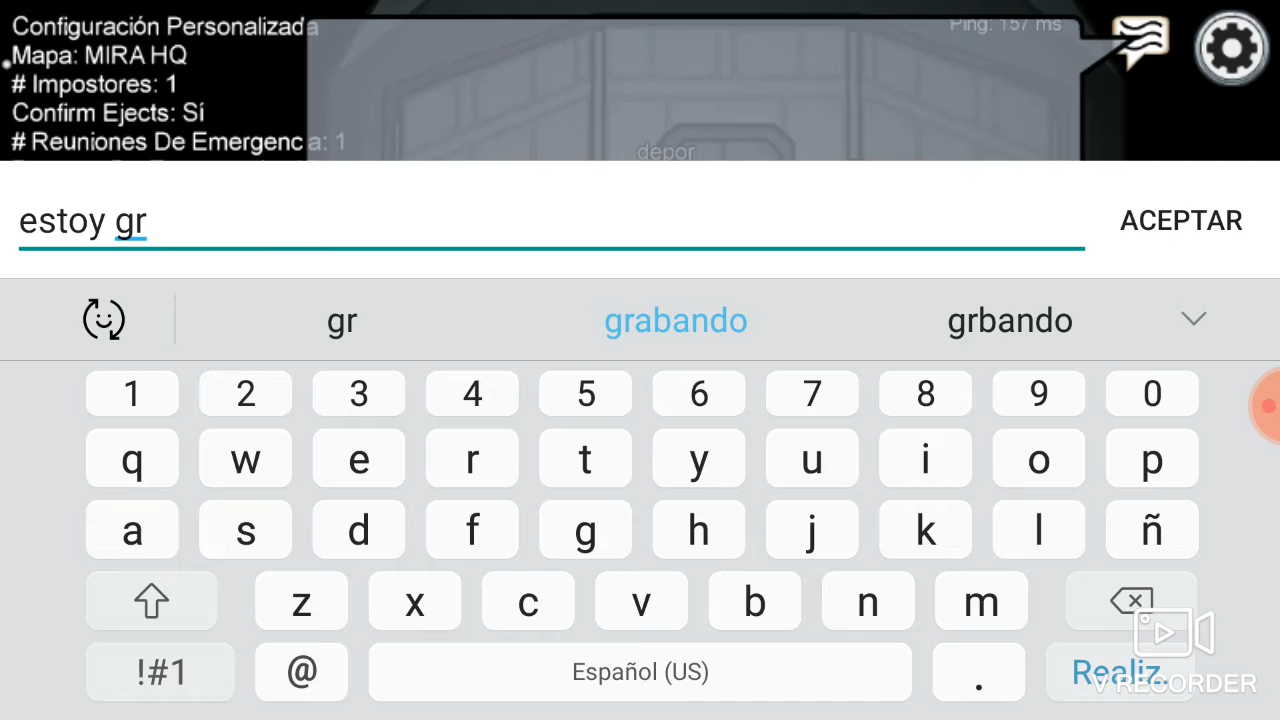 Configuración Personalizada
Ping: 157 ms
Mapa: MIRA HQ
# Impostores: 1
Confirm Ejects: Sí
# Reuniones De Emergencia: 1
depor
estoy gr
ACEPTAR
gr grabando grbando
1 2 3 4 5 6 7 8 9 0
q w e r t y u i o p
a s d f g h j k l ñ
z x c v b n m
!#1 @ Español (US) . Realiz.
V RECORDER